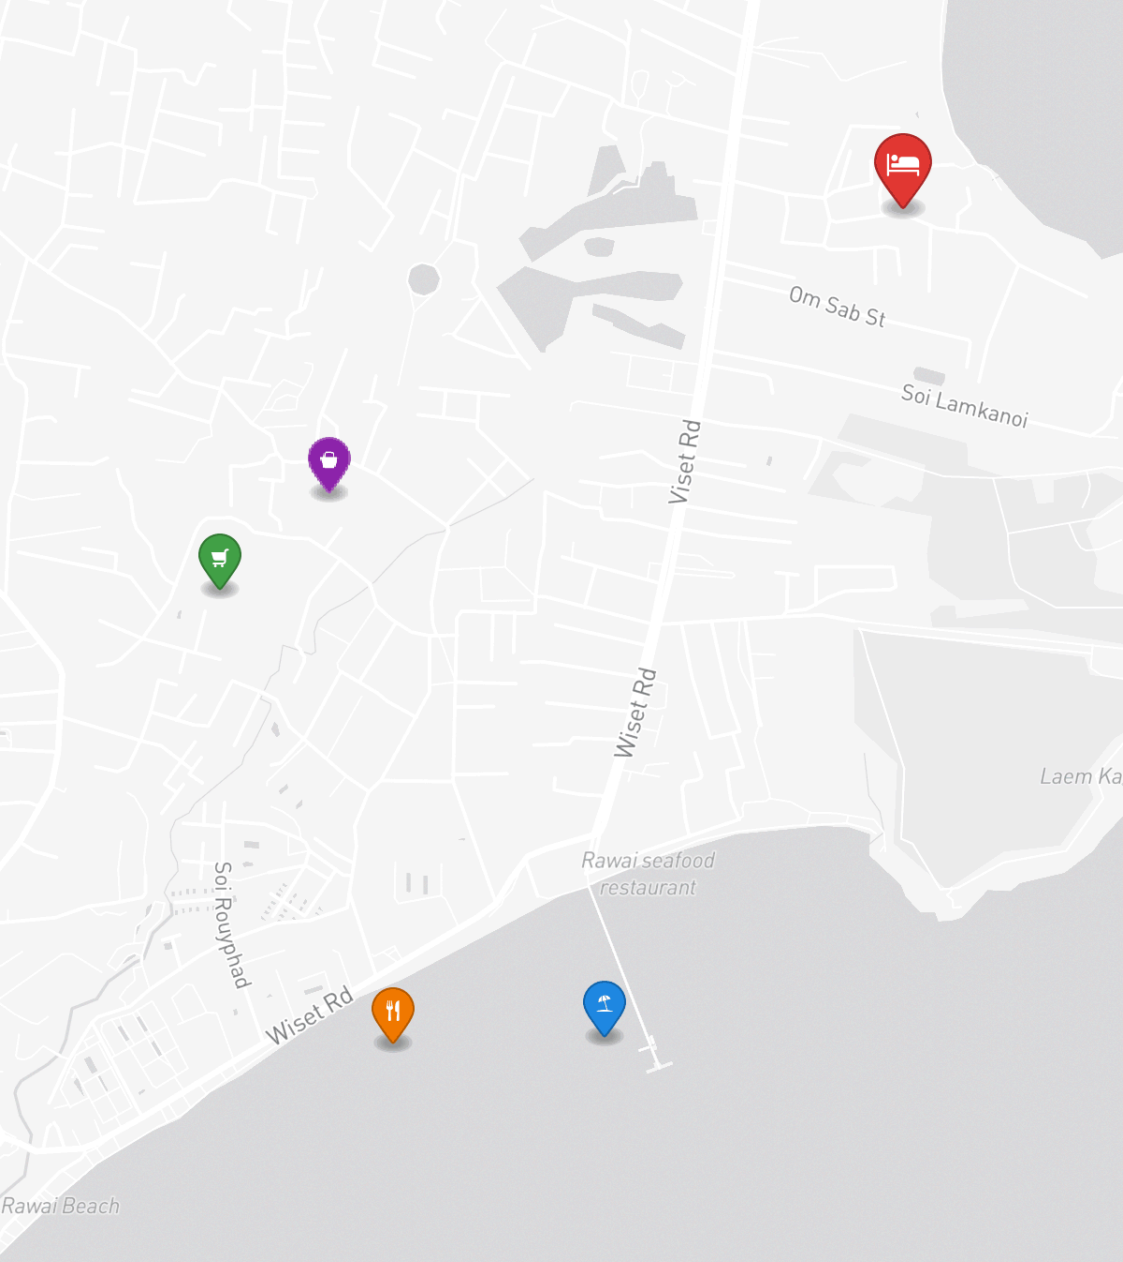 Om Sab St
Soi Lamkanoi
Viset Rd
Wiset Rd
Rawai seafood
restaurant
Soi Rouyphad
Wiset Rd
Rawai Beach